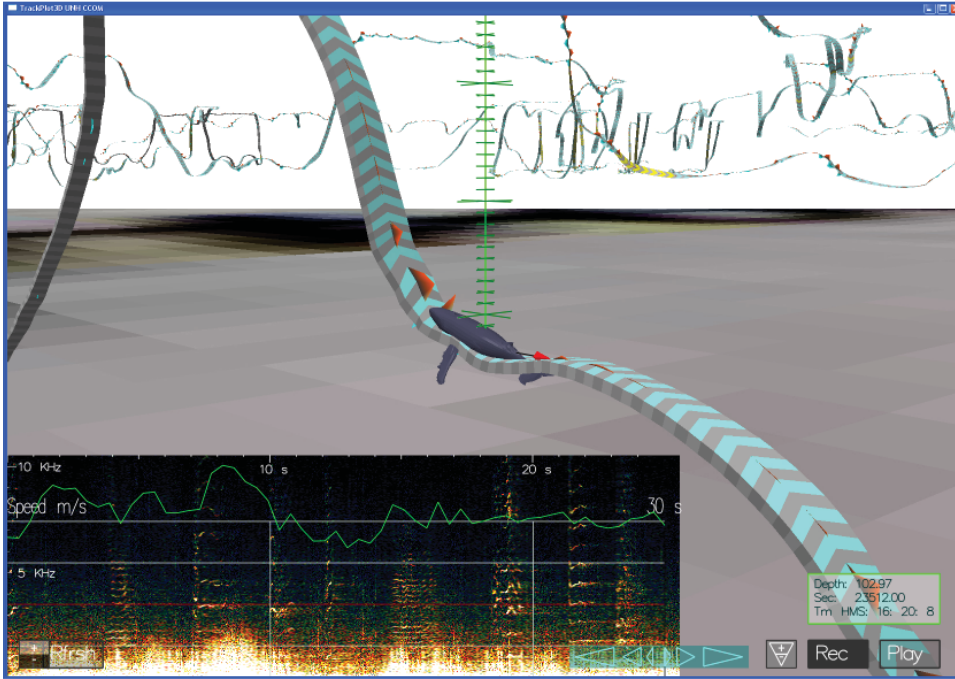 TrackPlot3D UNH CCOM
10 KHz
10 s
20 s
Speed m/s
30 s
5 KHz
Depth: 102.97
Sec: 23512.00
Tm HMS: 16: 20: 8
+
-
Rfrsh
+
-
Rec
Play